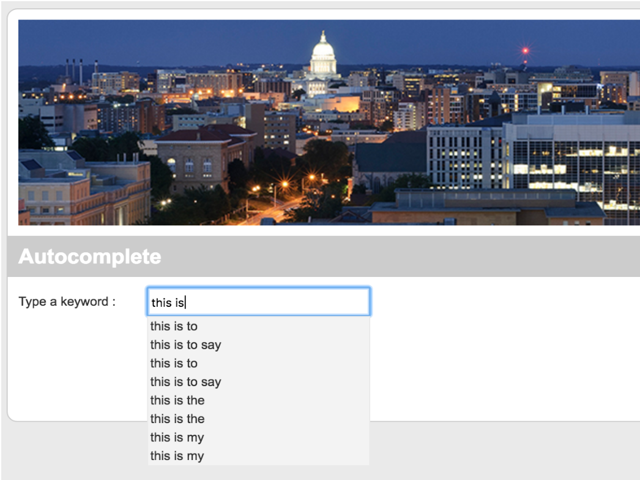 Autocomplete
Type a keyword :
this is
this is to
this is to say
this is to
this is to say
this is the
this is the
this is my
this is my